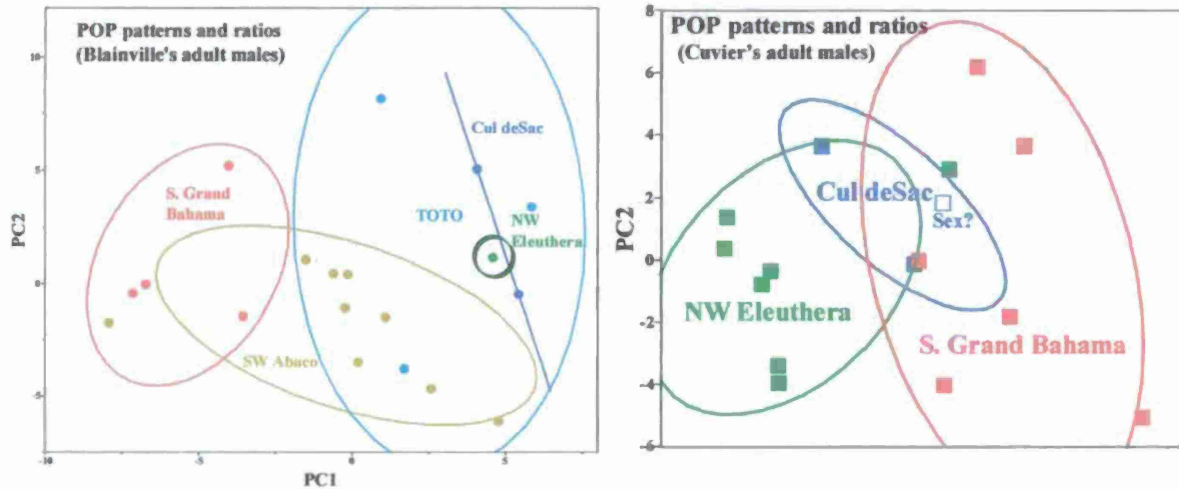 POP patterns and ratios
(Blainville's adult males)
10
5
0
-5
PC2
S. Grand
Bahama
SW Abaco
TOTO
Cul deSac
NW
Eleuthera
-10
-5
0
5
PC1
POP patterns and ratios
(Cuvier's adult males)
8
6
4
2
0
-2
-4
-6
PC2
Cul deSac
Sex?
NW Eleuthera
S. Grand Bahama